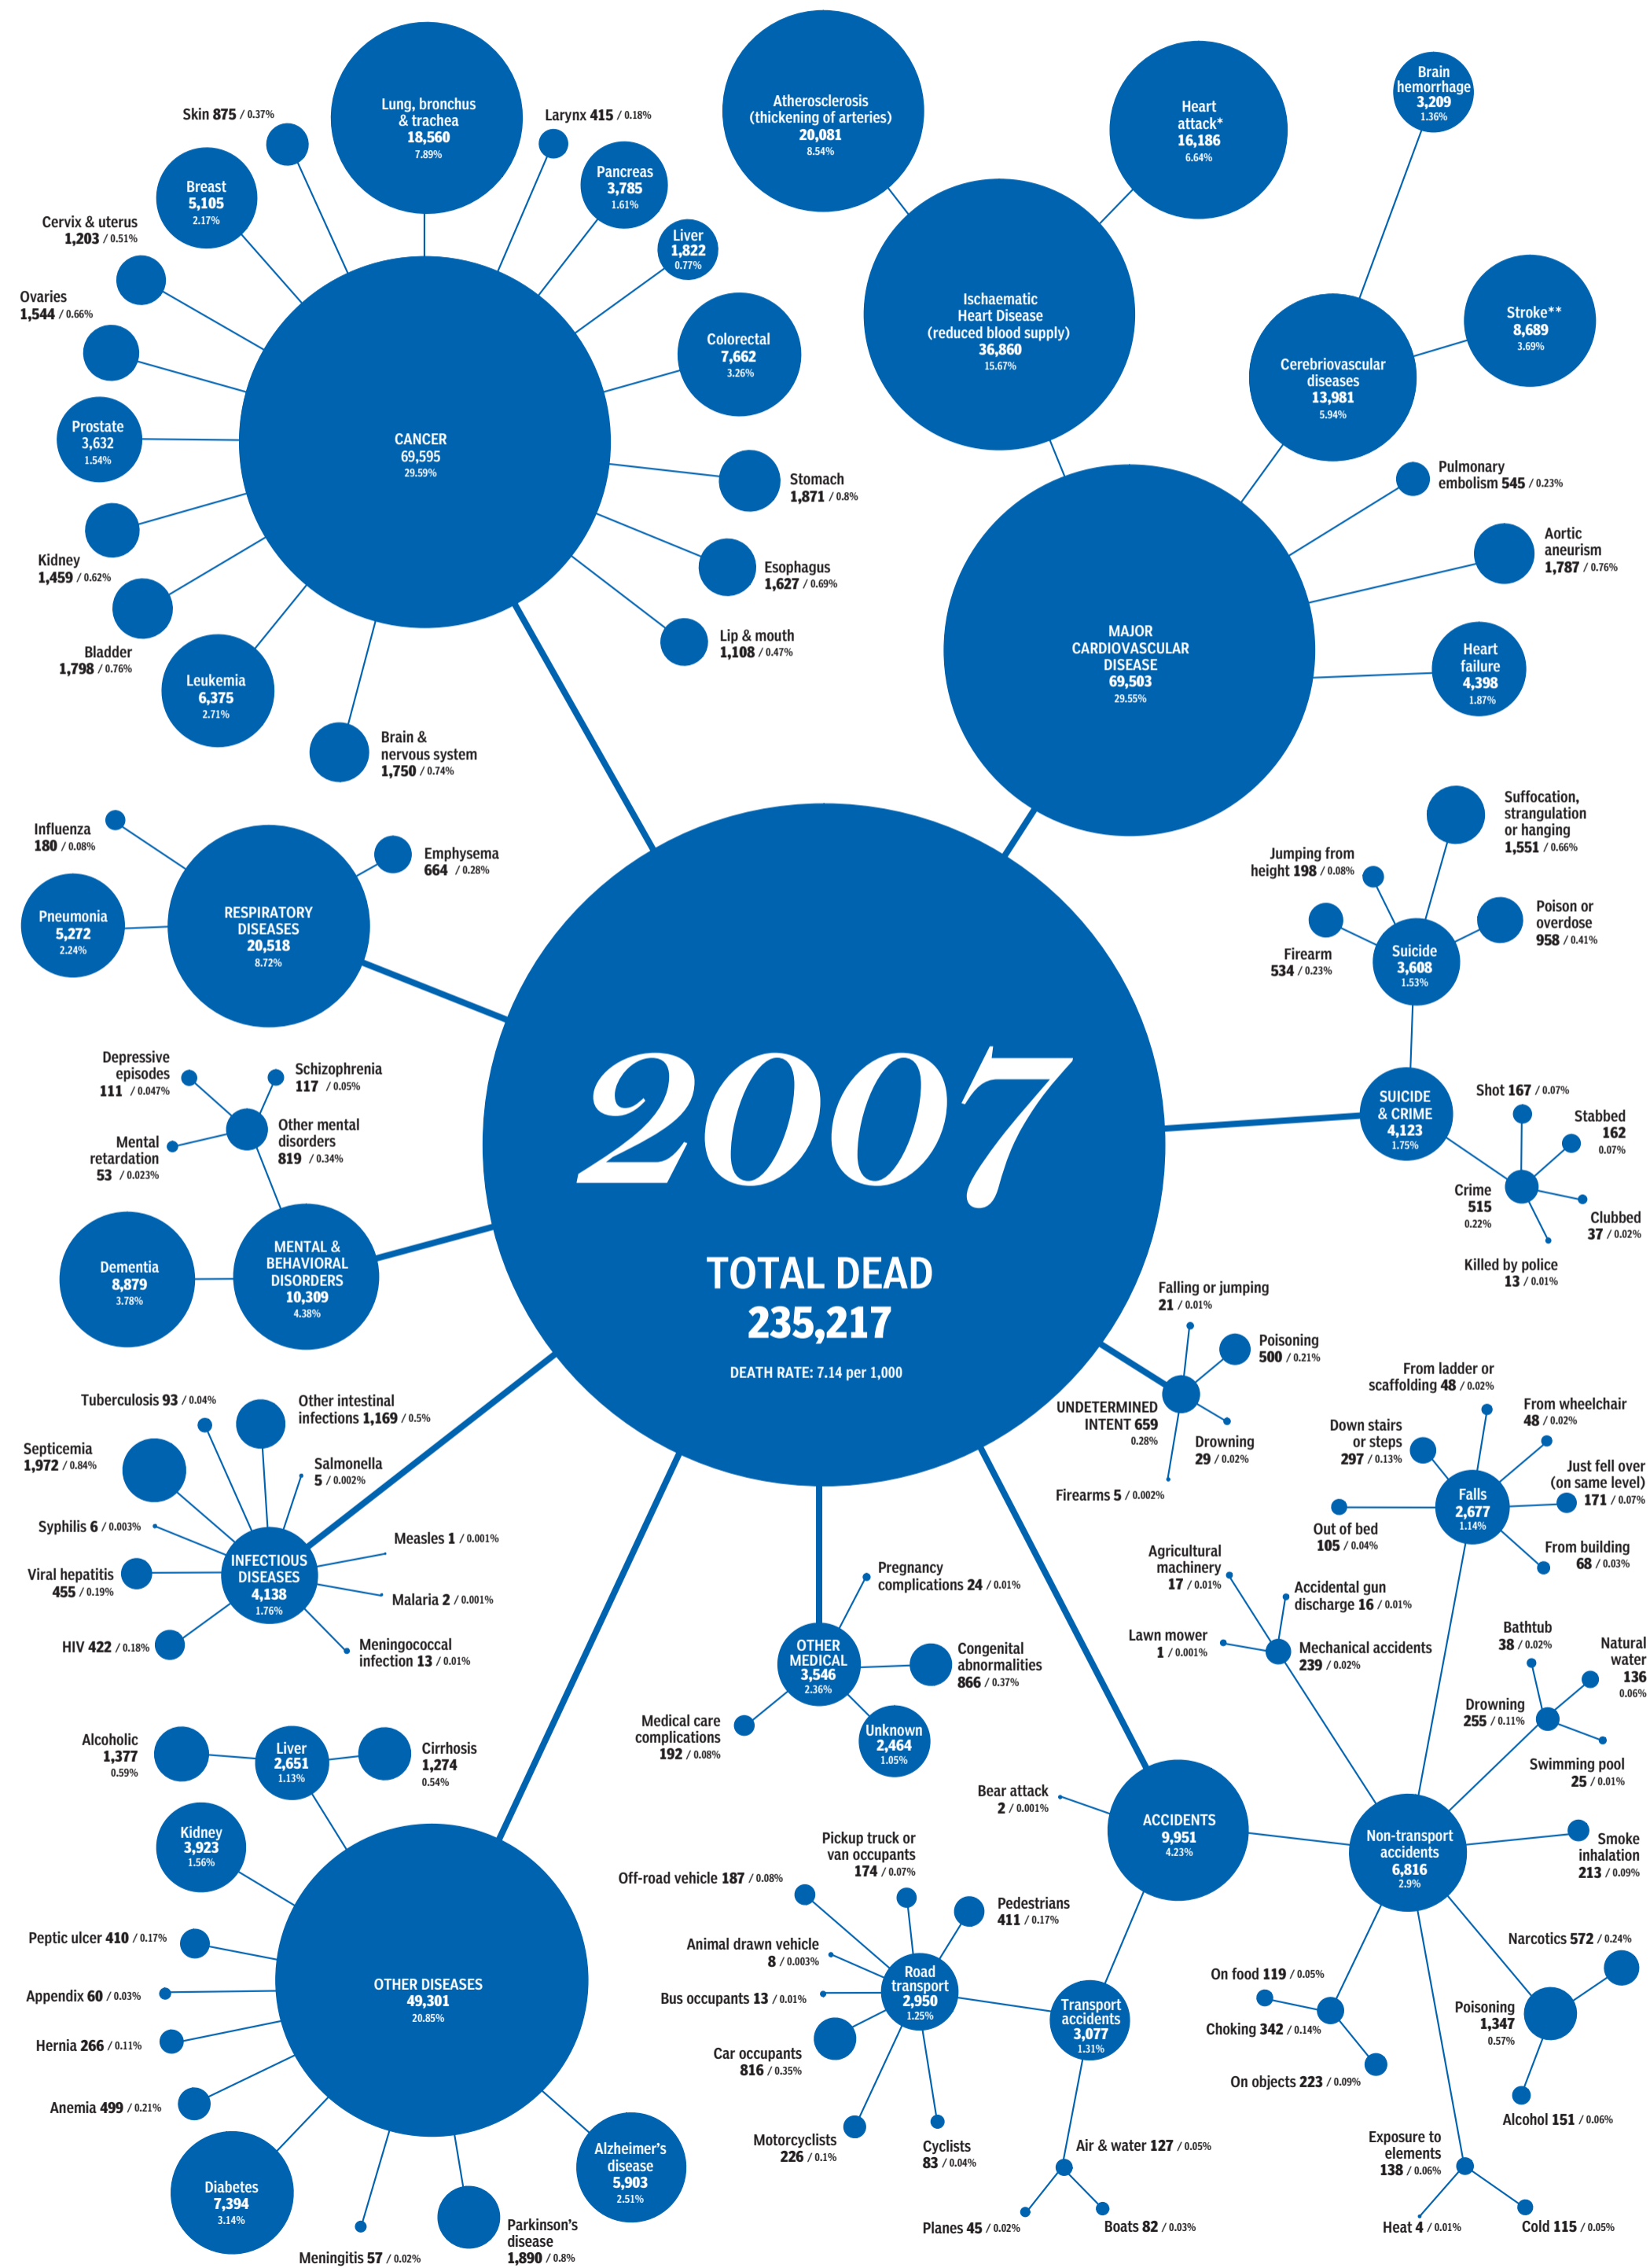 Lung, bronchus
& trachea
18,560
7.89%
Skin 875 / 0.37%
Larynx 415 / 0.18%
Breast
5,105
2.17%
Pancreas
3,785
1.61%
Cervix & uterus
1,203 / 0.51%
Liver
1,822
0.77%
Ovaries
1,544 / 0.66%
Colorectal
7,662
3.26%
Prostate
3,632
1.54%
CANCER
69,595
29.59%
Stomach
1,871 / 0.8%
Kidney
1,459 / 0.62%
Esophagus
1,627 / 0.69%
Bladder
1,798 / 0.76%
Lip & mouth
1,108 / 0.47%
Leukemia
6,375
2.71%
Brain &
nervous system
1,750 / 0.74%
Atherosclerosis
(thickening of arteries)
20,081
8.54%
Heart
attack*
16,186
6.64%
Brain
hemorrhage
3,209
1.36%
Ischaematic
Heart Disease
(reduced blood supply)
36,860
15.67%
Stroke**
8,689
3.69%
Cerebriovascular
diseases
13,981
5.94%
Pulmonary
embolism 545 / 0.23%
Aortic
aneurism
1,787 / 0.76%
MAJOR
CARDIOVASCULAR
DISEASE
69,503
29.55%
Heart
failure
4,398
1.87%
Influenza
180 / 0.08%
Emphysema
664 / 0.28%
Pneumonia
5,272
2.24%
RESPIRATORY
DISEASES
20,518
8.72%
Suffocation,
strangulation
or hanging
1,551 / 0.66%
Jumping from
height 198 / 0.08%
Poison or
overdose
958 / 0.41%
Firearm
534 / 0.23%
Suicide
3,608
1.53%
Depressive
episodes
111 / 0.047%
Schizophrenia
117 / 0.05%
Other mental
disorders
819 / 0.34%
Mental
retardation
53 / 0.023%
Dementia
8,879
3.78%
MENTAL &
BEHAVIORAL
DISORDERS
10,309
4.38%
2007
TOTAL DEAD
235,217
DEATH RATE: 7.14 per 1,000
SUICIDE
& CRIME
4,123
1.75%
Shot 167 / 0.07%
Stabbed
162
0.07%
Crime
515
0.22%
Clubbed
37 / 0.02%
Killed by police
13 / 0.01%
Falling or jumping
21 / 0.01%
Poisoning
500 / 0.21%
UNDETERMINED
INTENT 659
0.28%
Drowning
29 / 0.02%
Firearms 5 / 0.002%
Tuberculosis 93 / 0.04%
Other intestinal
infections 1,169 / 0.5%
Septicemia
1,972 / 0.84%
Salmonella
5 / 0.002%
Syphilis 6 / 0.003%
Measles 1 / 0.001%
Viral hepatitis
455 / 0.19%
INFECTIOUS
DISEASES
4,138
1.76%
Malaria 2 / 0.001%
HIV 422 / 0.18%
Meningococcal
infection 13 / 0.01%
From ladder or
scaffolding 48 / 0.02%
From wheelchair
48 / 0.02%
Down stairs
or steps
297 / 0.13%
Just fell over
(on same level)
171 / 0.07%
Falls
2,677
1.14%
Out of bed
105 / 0.04%
From building
68 / 0.03%
Agricultural
machinery
17 / 0.01%
Accidental gun
discharge 16 / 0.01%
Lawn mower
1 / 0.001%
Mechanical accidents
239 / 0.02%
Bathtub
38 / 0.02%
Natural
water
136
0.06%
Drowning
255 / 0.11%
Swimming pool
25 / 0.01%
Pregnancy
complications 24 / 0.01%
OTHER
MEDICAL
3,546
2.36%
Congenital
abnormalities
866 / 0.37%
Medical care
complications
192 / 0.08%
Unknown
2,464
1.05%
Alcoholic
1,377
0.59%
Liver
2,651
1.13%
Cirrhosis
1,274
0.54%
Kidney
3,923
1.56%
Peptic ulcer 410 / 0.17%
Appendix 60 / 0.03%
OTHER DISEASES
49,301
20.85%
Hernia 266 / 0.11%
Anemia 499 / 0.21%
Diabetes
7,394
3.14%
Meningitis 57 / 0.02%
Parkinson's
disease
1,890 / 0.8%
Alzheimer's
disease
5,903
2.51%
Bear attack
2 / 0.001%
ACCIDENTS
9,951
4.23%
Non-transport
accidents
6,816
2.9%
Smoke
inhalation
213 / 0.09%
Pickup truck or
van occupants
174 / 0.07%
Off-road vehicle 187 / 0.08%
Pedestrians
411 / 0.17%
Animal drawn vehicle
8 / 0.003%
Bus occupants 13 / 0.01%
Road
transport
2,950
1.25%
Transport
accidents
3,077
1.31%
Car occupants
816 / 0.35%
Motorcyclists
226 / 0.1%
Cyclists
83 / 0.04%
Air & water 127 / 0.05%
Planes 45 / 0.02%
Boats 82 / 0.03%
Narcotics 572 / 0.24%
On food 119 / 0.05%
Choking 342 / 0.14%
Poisoning
1,347
0.57%
On objects 223 / 0.09%
Alcohol 151 / 0.06%
Exposure to
elements
138 / 0.06%
Heat 4 / 0.01%
Cold 115 / 0.05%